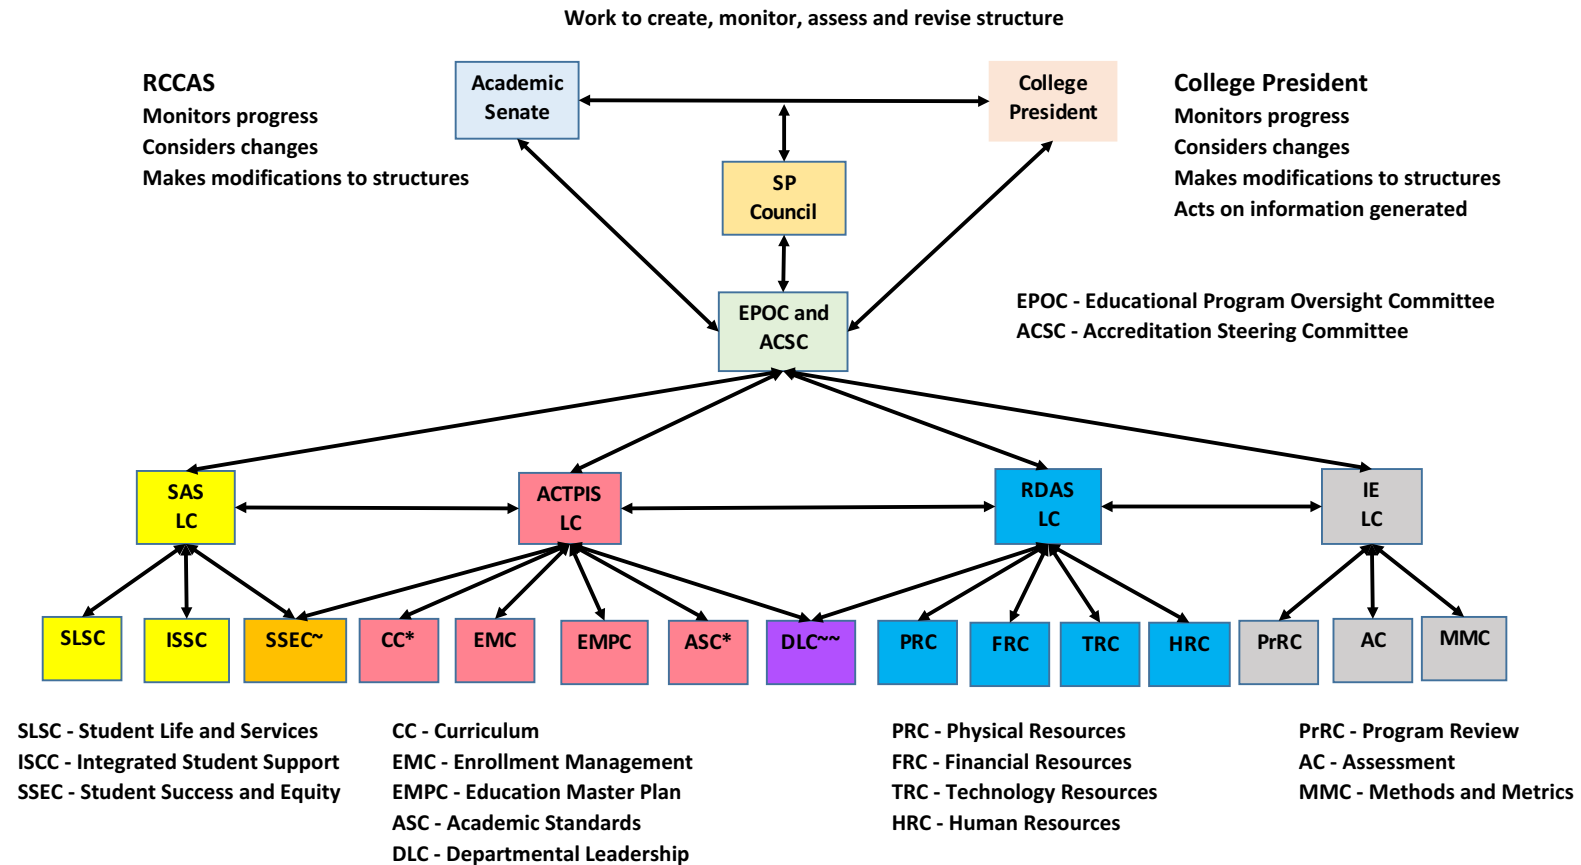 Work to create, monitor, assess and revise structure
RCCAS
Monitors progress
Considers changes
Makes modifications to structures
Academic
Senate
College
President
College President
Monitors progress
Considers changes
Makes modifications to structures
Acts on information generated
SP
Council
EPOC and
ACSC
EPOC - Educational Program Oversight Committee
ACSC - Accreditation Steering Committee
SAS
LC
ACTPIS
LC
RDAS
LC
IE
LC
SLSC
ISSC
SSEC~
CC*
EMC
EMPC
ASC*
DLC~~
PRC
FRC
TRC
HRC
PrRC
AC
MMC
SLSC - Student Life and Services
ISCC - Integrated Student Support
SSEC - Student Success and Equity
CC - Curriculum
EMC - Enrollment Management
EMPC - Education Master Plan
ASC - Academic Standards
DLC - Departmental Leadership
PRC - Physical Resources
FRC - Financial Resources
TRC - Technology Resources
HRC - Human Resources
PrRC - Program Review
AC - Assessment
MMC - Methods and Metrics